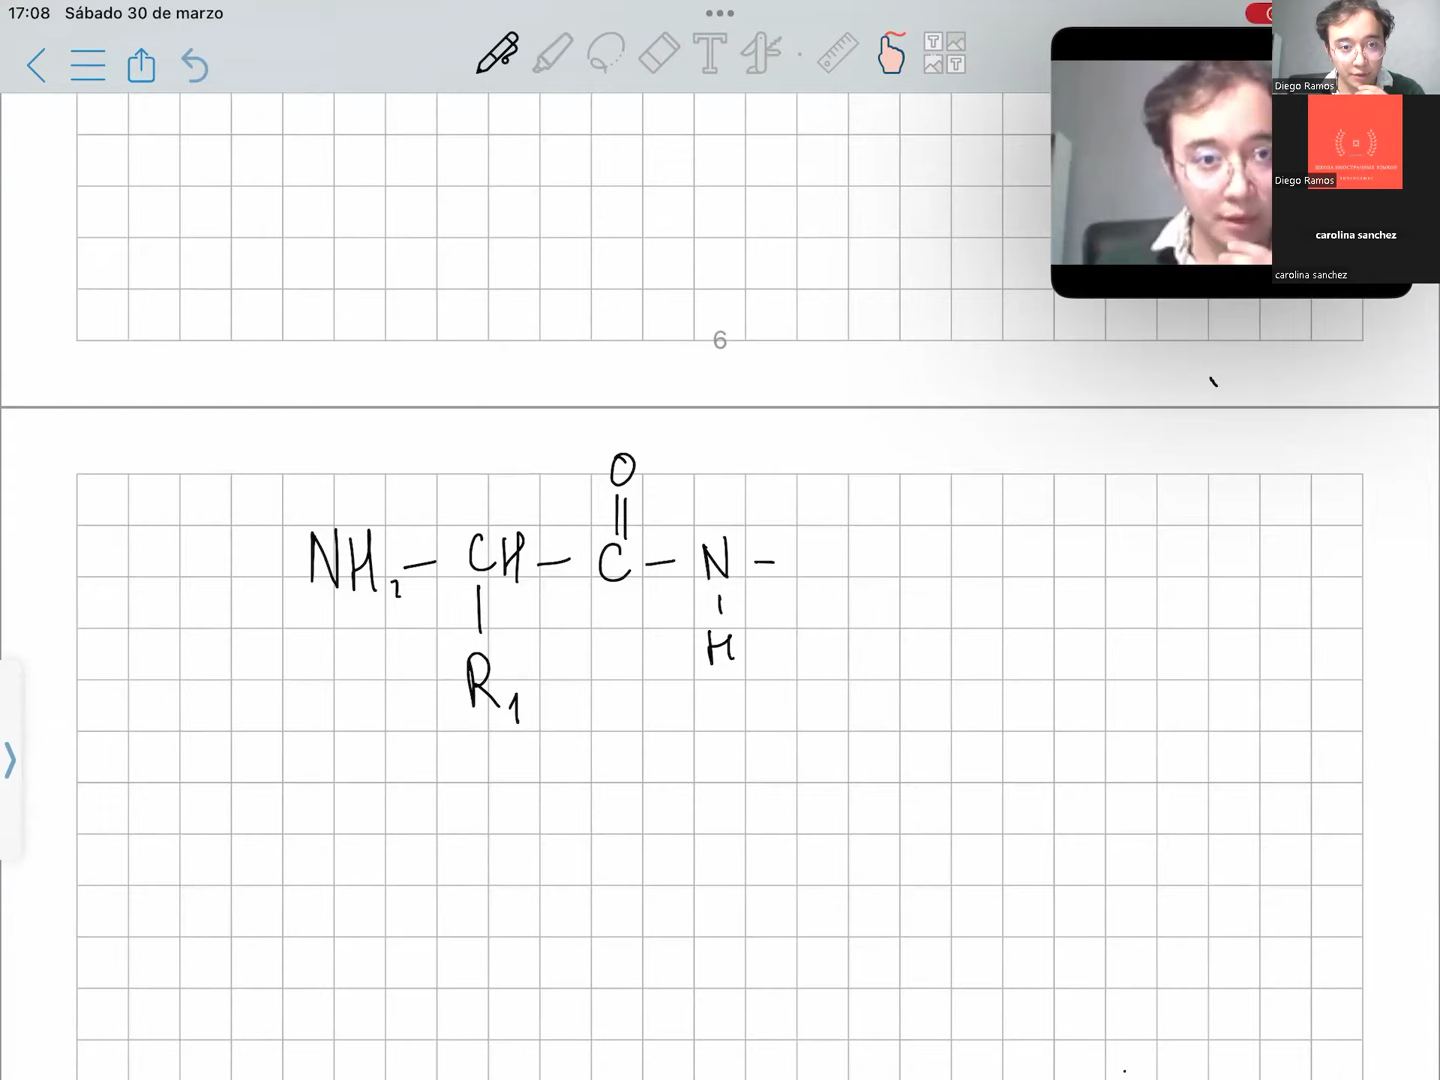 17:08 Sábado 30 de marzo
Diego Ramos
Diego Ramos
carolina sanchez
carolina sanchez
6
O
NH₂ – CH – C – N –
H
R₁